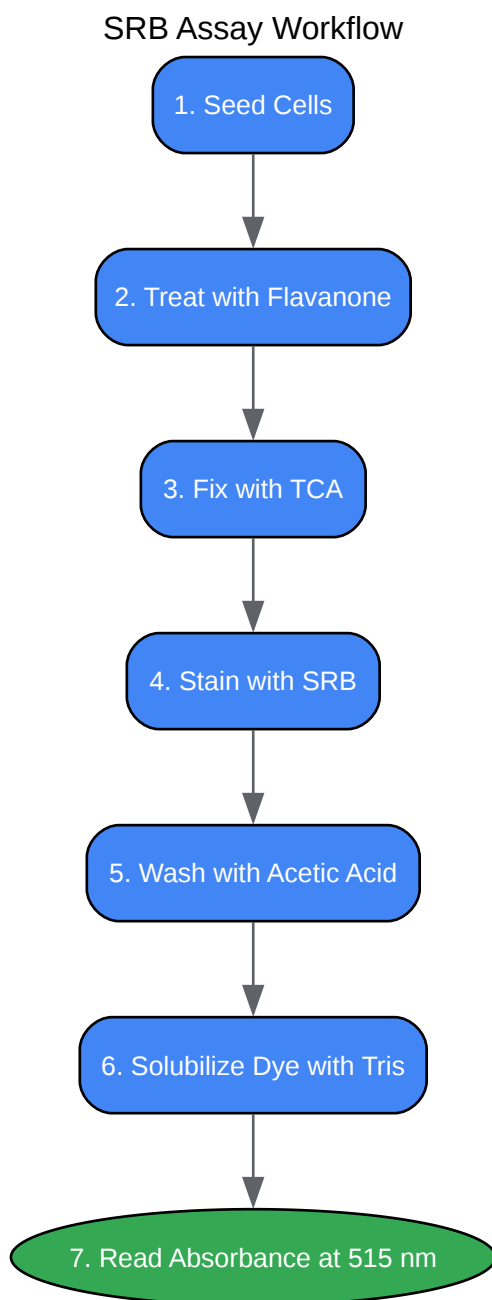 SRB Assay Workflow
1. Seed Cells
2. Treat with Flavanone
3. Fix with TCA
4. Stain with SRB
5. Wash with Acetic Acid
6. Solubilize Dye with Tris
7. Read Absorbance at 515 nm